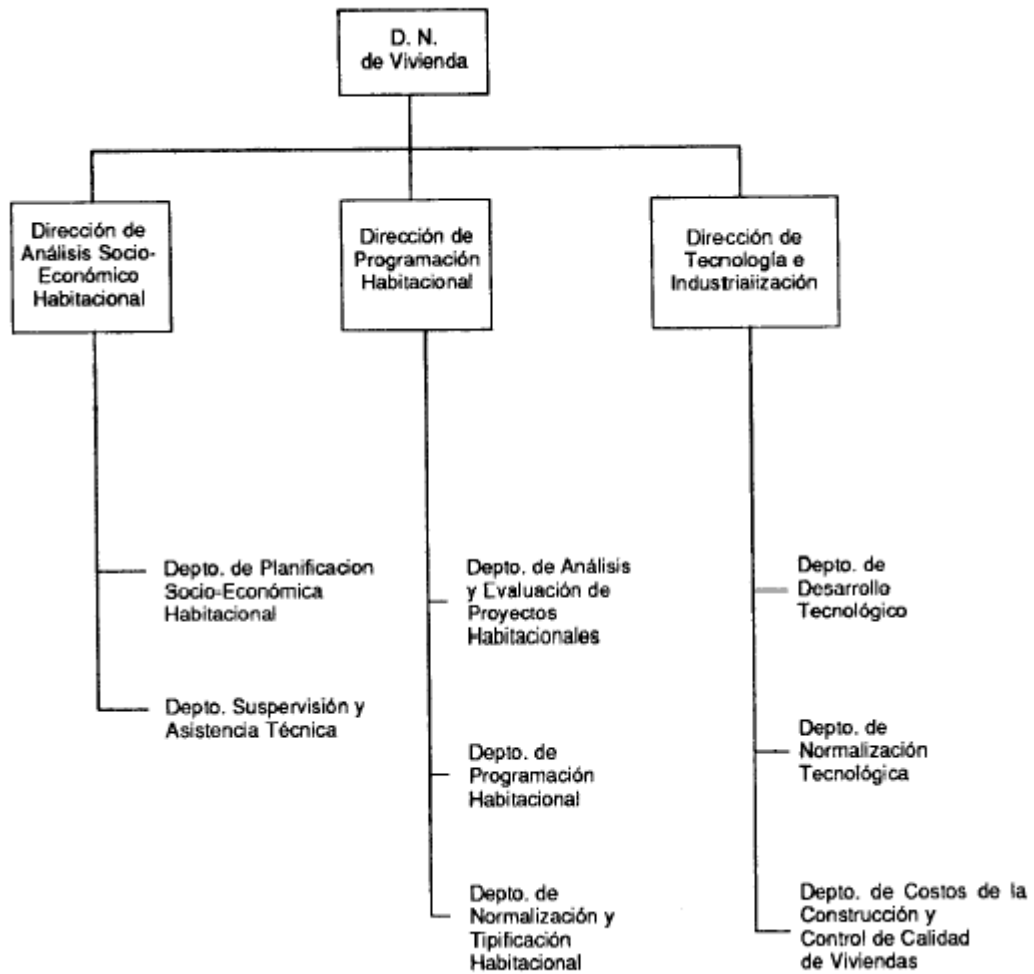 D. N.
de Vivienda
Dirección de
Análisis Socio-
Económico
Habitacional
Dirección de
Programación
Habitacional
Dirección de
Tecnología e
Industrialización
Depto. de Planificacion
Socio-Económica
Habitacional
Depto. Suspervisión y
Asistencia Técnica
Depto. de Análisis
y Evaluación de
Proyectos
Habitacionales
Depto. de
Programación
Habitacional
Depto. de
Normalización y
Tipificación
Habitacional
Depto. de
Desarrollo
Tecnológico
Depto. de
Normalización
Tecnológica
Depto. de Costos de la
Construcción y
Control de Calidad
de Viviendas